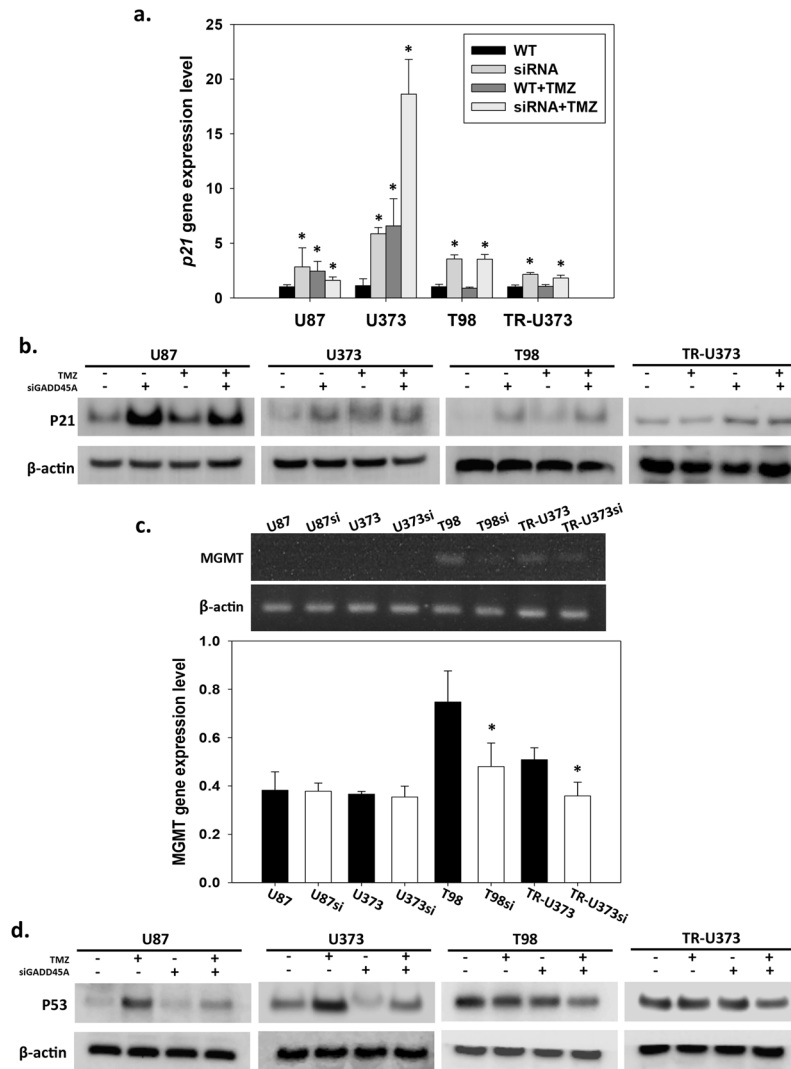 a.
p21 gene expression level
25
20
15
10
5
0
* * * * * * * * * *
WT
siRNA
WT+TMZ
siRNA+TMZ
U87 U373 T98 TR-U373
b.
U87 U373 T98 TR-U373
TMZ - - + + - - + + - - + + - + - +
siGADD45A - + - + - + - + - + - + - - + +
P21
β-actin
c.
U87 U87si U373 U373si T98 T98si TR-U373 TR-U373si
MGMT
β-actin
MGMT gene expression level
1.0
0.8
0.6
0.4
0.2
0.0
* *
U87 U87si U373 U373si T98 T98si TR-U373 TR-U373si
d.
U87 U373 T98 TR-U373
TMZ - + - + - + - + - + - + - + - +
siGADD45A - - + + - - + + - - + + - - + +
P53
β-actin